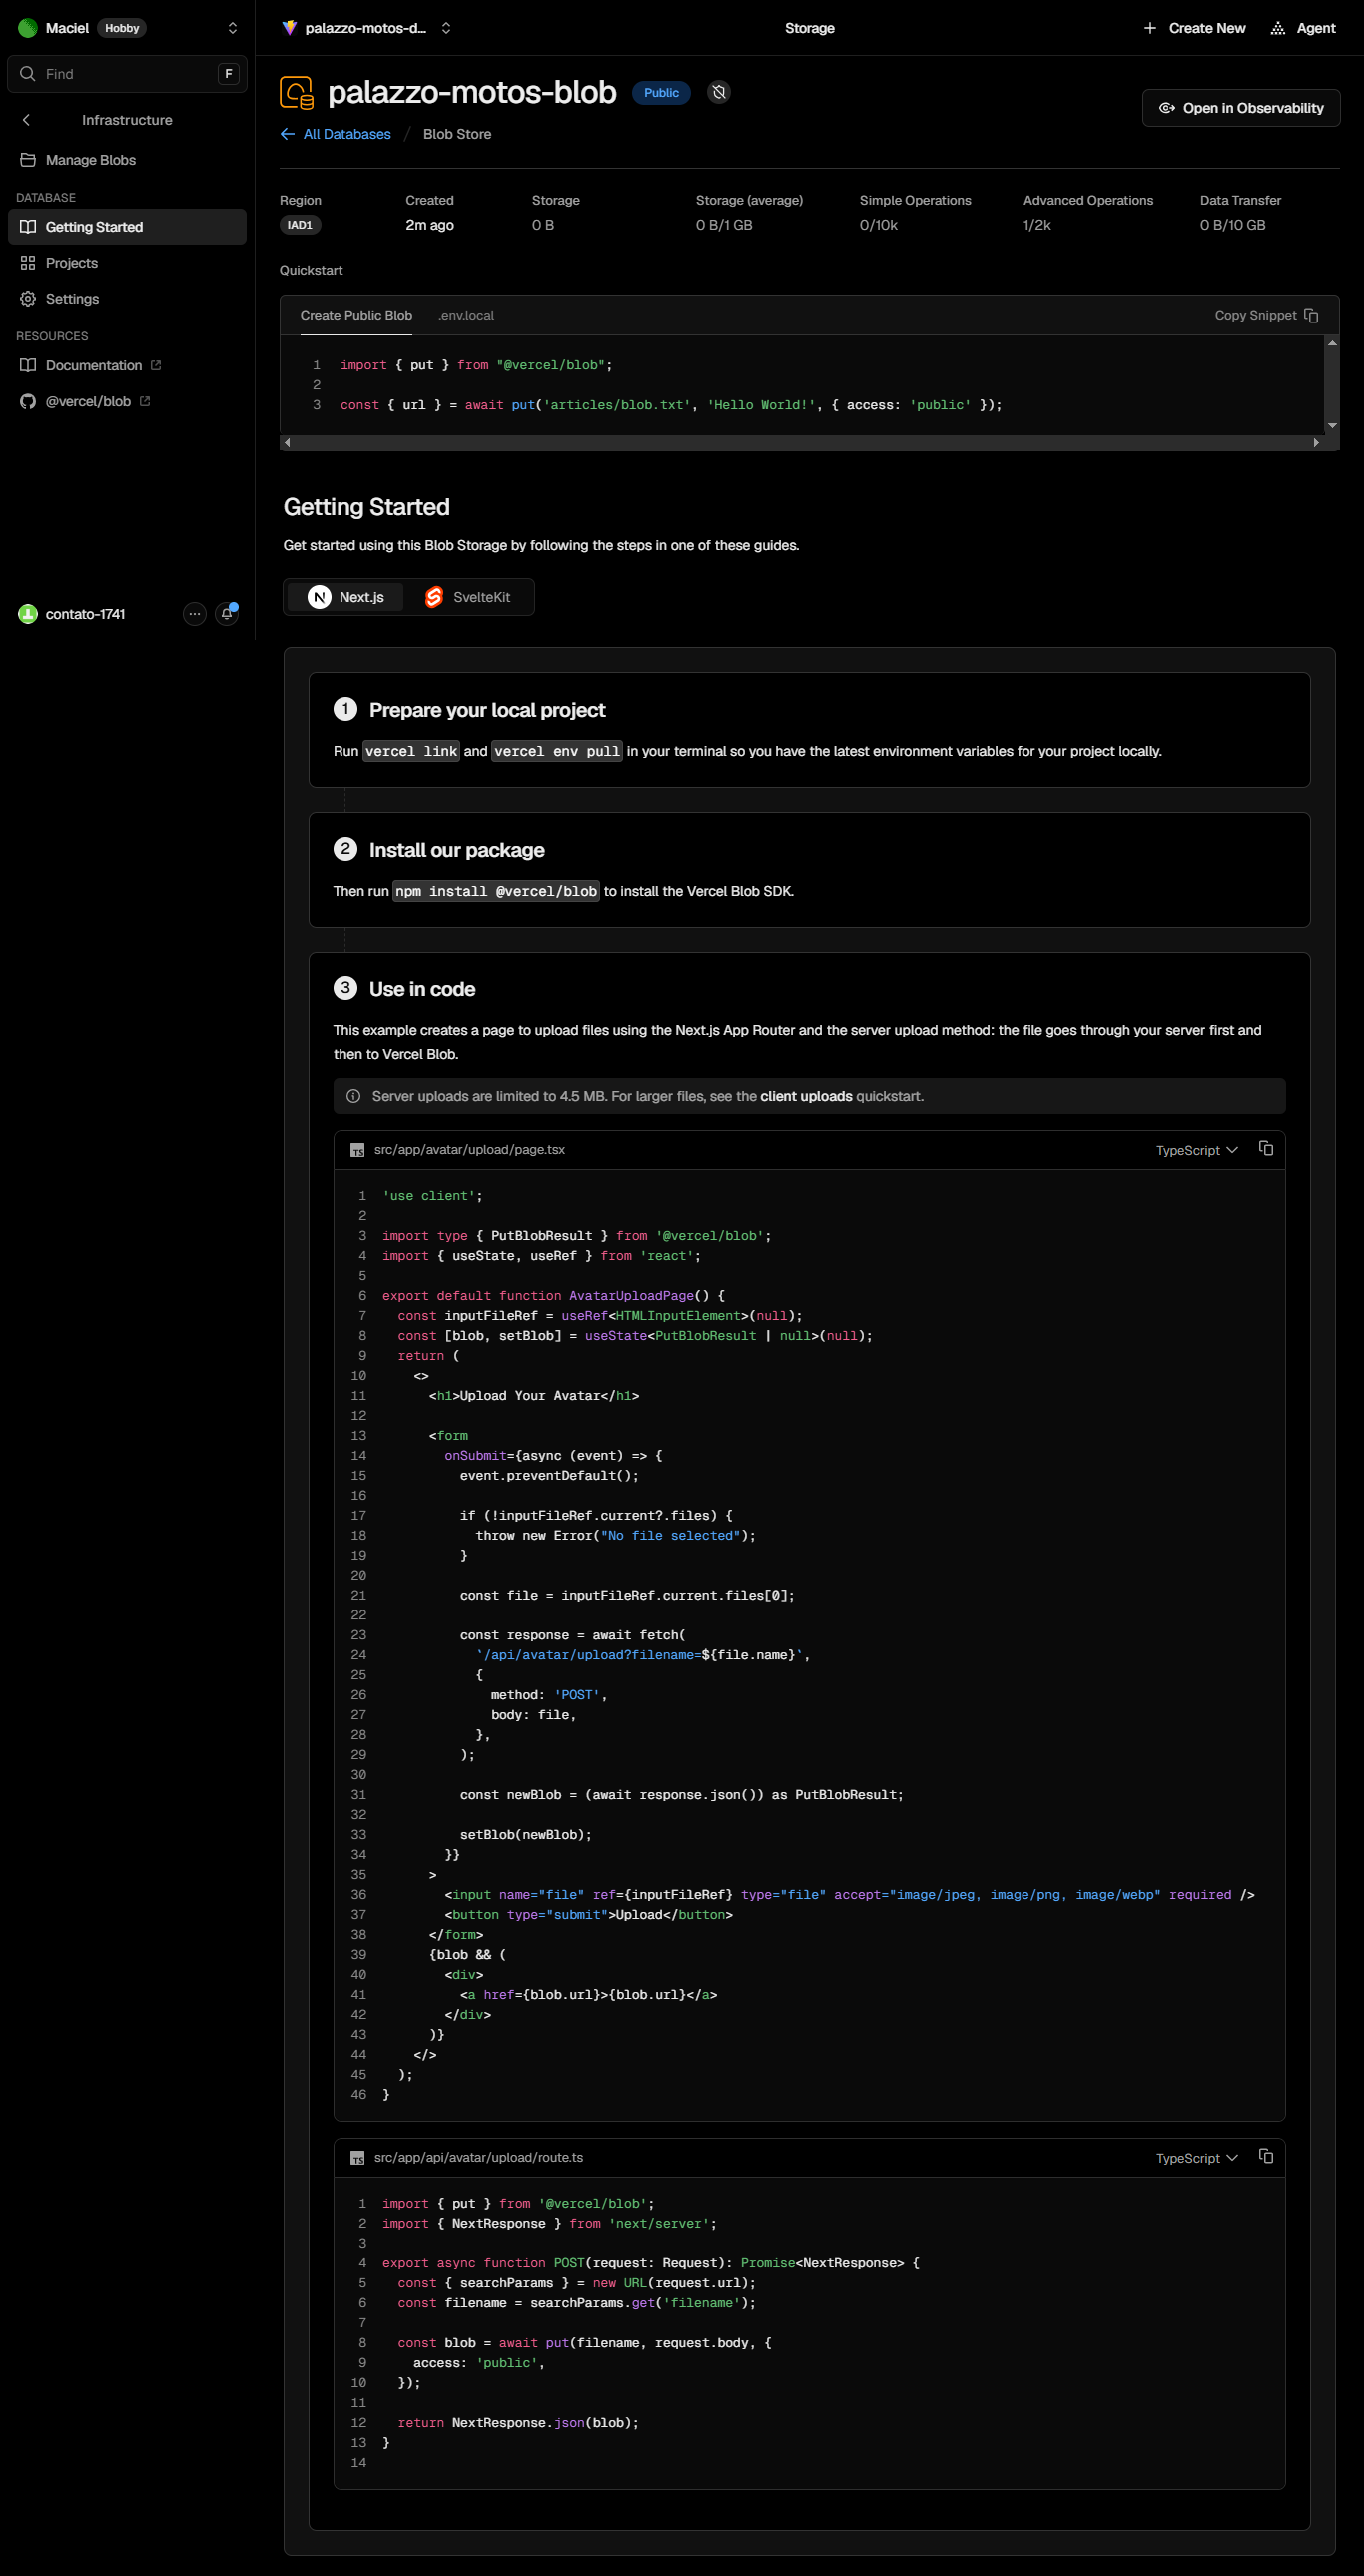 Maciel Hobby
Find F
Infrastructure
Manage Blobs
DATABASE
Getting Started
Projects
Settings
RESOURCES
Documentation
@vercel/blob
contato-1741
palazzo-motos-d...
Storage
Create New
Agent
palazzo-motos-blob Public
Open in Observability
All Databases / Blob Store
Region Created Storage Storage (average) Simple Operations Advanced Operations Data Transfer
IAD1 2m ago 0 B 0 B/1 GB 0/10k 1/2k 0 B/10 GB
Quickstart
Create Public Blob .env.local Copy Snippet
1 import { put } from "@vercel/blob";
2
3 const { url } = await put('articles/blob.txt', 'Hello World!', { access: 'public' });
Getting Started
Get started using this Blob Storage by following the steps in one of these guides.
Next.js SvelteKit
1 Prepare your local project
Run vercel link and vercel env pull in your terminal so you have the latest environment variables for your project locally.
2 Install our package
Then run npm install @vercel/blob to install the Vercel Blob SDK.
3 Use in code
This example creates a page to upload files using the Next.js App Router and the server upload method: the file goes through your server first and
then to Vercel Blob.
Server uploads are limited to 4.5 MB. For larger files, see the client uploads quickstart.
TS src/app/avatar/upload/page.tsx TypeScript
1 'use client';
2
3 import type { PutBlobResult } from '@vercel/blob';
4 import { useState, useRef } from 'react';
5
6 export default function AvatarUploadPage() {
7 const inputFileRef = useRef<HTMLInputElement>(null);
8 const [blob, setBlob] = useState<PutBlobResult | null>(null);
9 return (
10 <>
11 <h1>Upload Your Avatar</h1>
12
13 <form
14 onSubmit={async (event) => {
15 event.preventDefault();
16
17 if (!inputFileRef.current?.files) {
18 throw new Error("No file selected");
19 }
20
21 const file = inputFileRef.current.files[0];
22
23 const response = await fetch(
24 `/api/avatar/upload?filename=${file.name}`,
25 {
26 method: 'POST',
27 body: file,
28 },
29 );
30
31 const newBlob = (await response.json()) as PutBlobResult;
32
33 setBlob(newBlob);
34 }}
35 >
36 <input name="file" ref={inputFileRef} type="file" accept="image/jpeg, image/png, image/webp" required />
37 <button type="submit">Upload</button>
38 </form>
39 {blob && (
40 <div>
41 <a href={blob.url}>{blob.url}</a>
42 </div>
43 )}
44 </>
45 );
46 }
TS src/app/api/avatar/upload/route.ts TypeScript
1 import { put } from '@vercel/blob';
2 import { NextResponse } from 'next/server';
3
4 export async function POST(request: Request): Promise<NextResponse> {
5 const { searchParams } = new URL(request.url);
6 const filename = searchParams.get('filename');
7
8 const blob = await put(filename, request.body, {
9 access: 'public',
10 });
11
12 return NextResponse.json(blob);
13 }
14